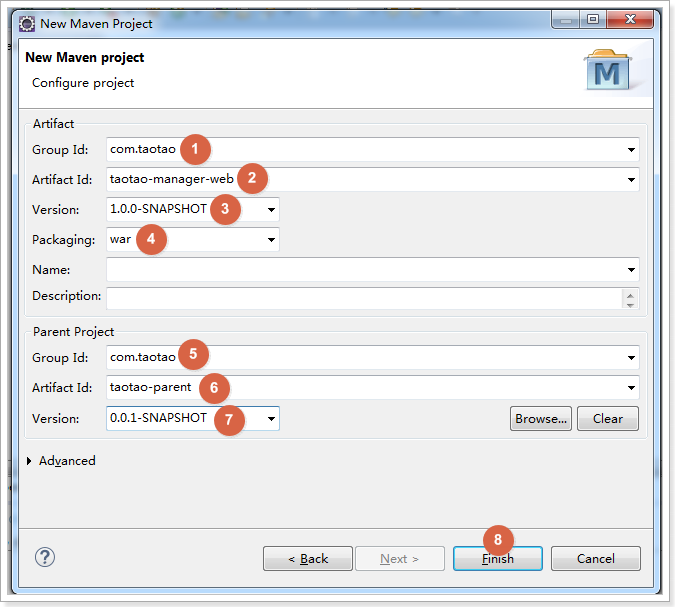 New Maven Project
New Maven project
Configure project
M
Artifact
Group Id: com.taotao 1
Artifact Id: taotao-manager-web 2
Version: 1.0.0-SNAPSHOT 3
Packaging: war 4
Name:
Description:
Parent Project
Group Id: com.taotao 5
Artifact Id: taotao-parent 6
Version: 0.0.1-SNAPSHOT 7 Browse... Clear
Advanced
8
? < Back Next > Finish Cancel